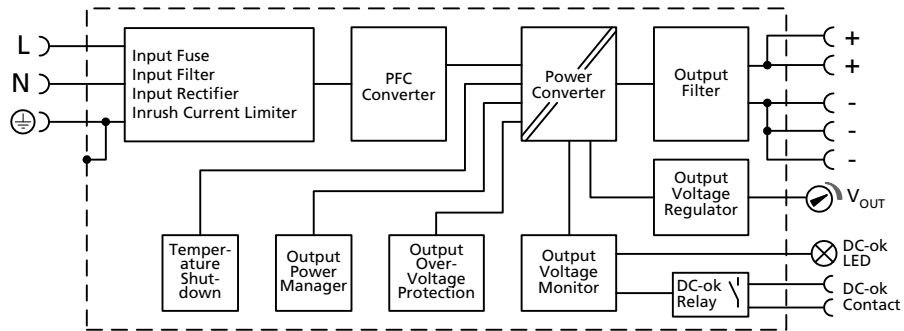 L
N
Input Fuse
Input Filter
Input Rectifier
Inrush Current Limiter
PFC
Converter
Power
Converter
Output
Filter
+
+
-
-
-
Output
Voltage
Regulator
VOUT
Temper-
ature
Shut-
down
Output
Power
Manager
Output
Over-
Voltage
Protection
Output
Voltage
Monitor
DC-ok
LED
DC-ok
Relay
DC-ok
Contact